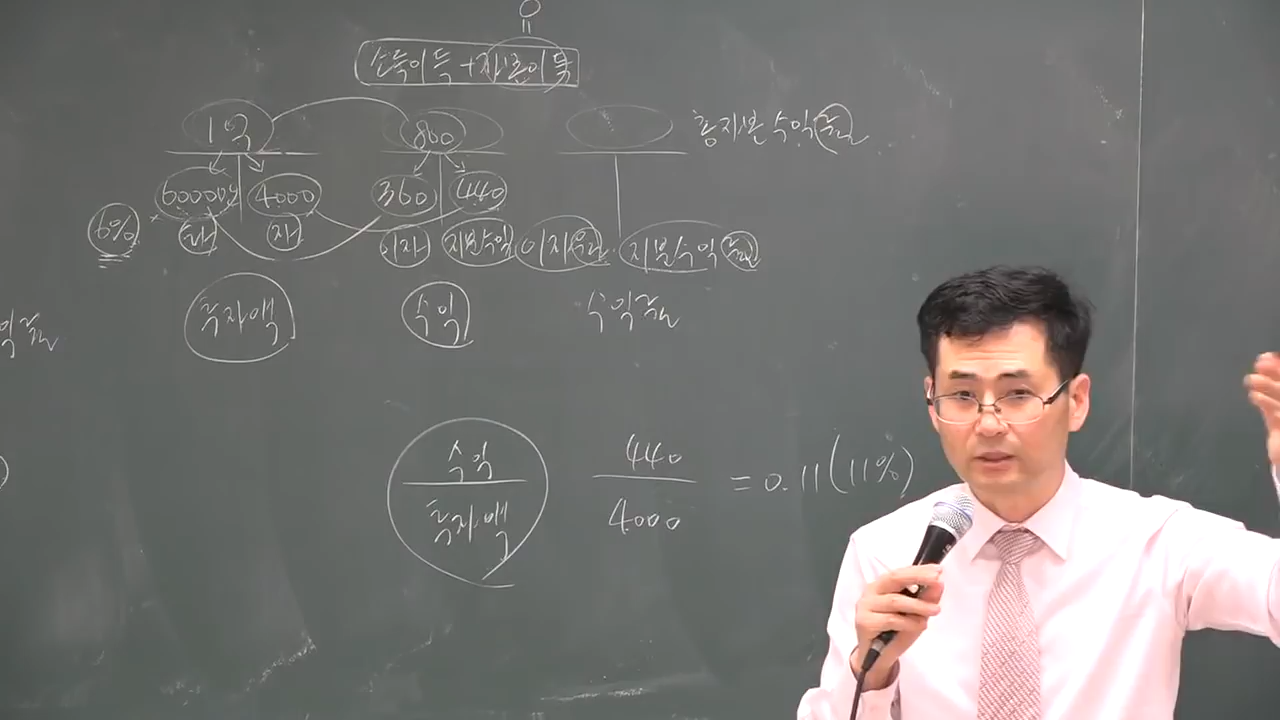 0
=
소득이득 + 자본이득
1억 800 총자본수익률
6000만 4000 360 440
6% 타 자 이자 지분수익 이자율 지분수익률
투자액 수익 수익률
익률
수익 440
투자액 4000
= 0.11(11%)